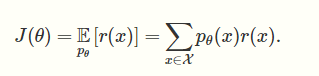 J(θ) = 𝔼_{p_θ} [r(x)] = ∑_{x∈𝒳} p_θ(x)r(x).